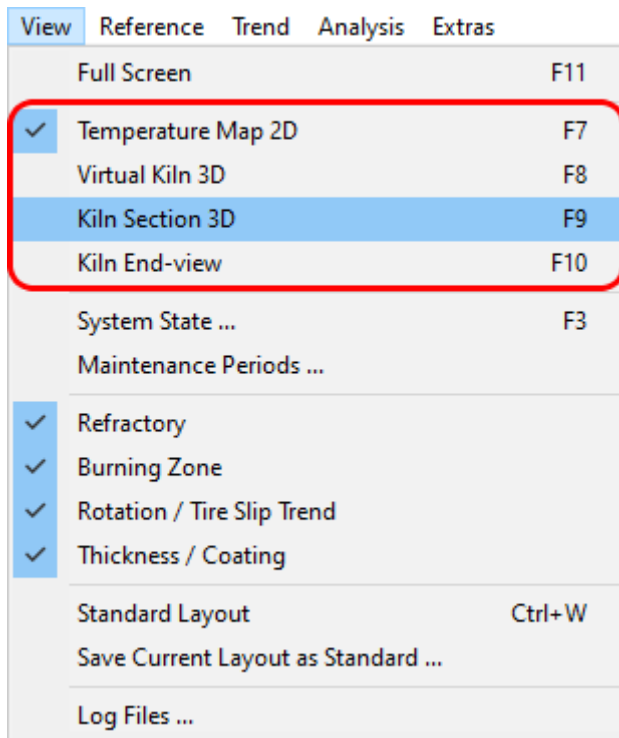 View Reference Trend Analysis Extras
Full Screen F11
Temperature Map 2D F7
Virtual Kiln 3D F8
Kiln Section 3D F9
Kiln End-view F10
System State ... F3
Maintenance Periods ...
Refractory
Burning Zone
Rotation / Tire Slip Trend
Thickness / Coating
Standard Layout Ctrl+W
Save Current Layout as Standard ...
Log Files ...